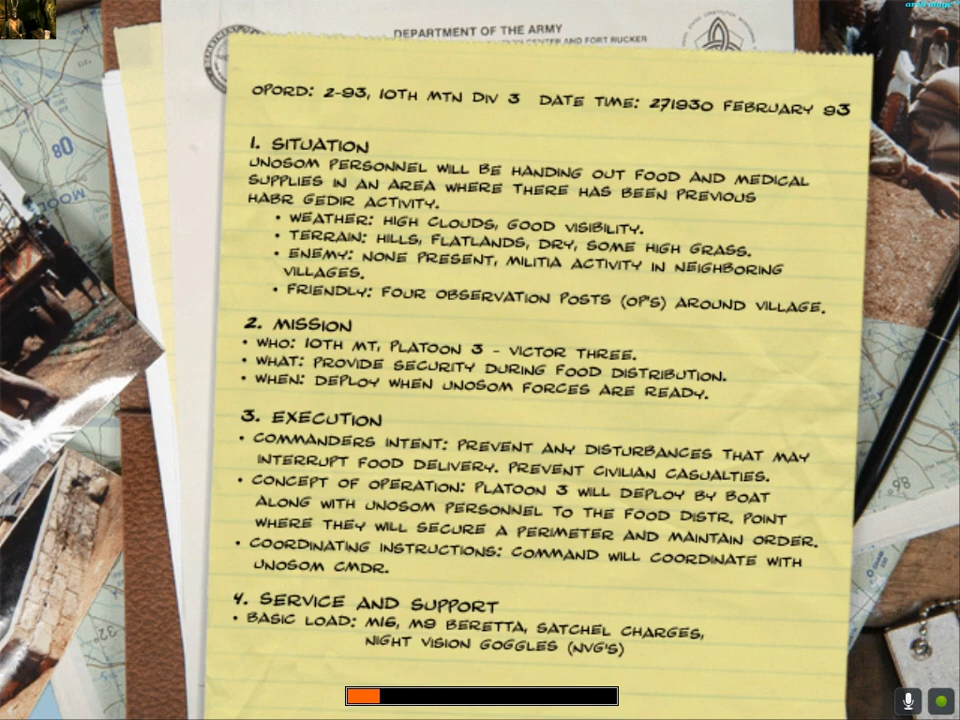 DEPARTMENT OF THE ARMY
CENTER AND FORT RUCKER
OPORD: 2-93, 10TH MTN DIV 3 DATE TIME: 271930 FEBRUARY 93
1. SITUATION
UNOSOM PERSONNEL WILL BE HANDING OUT FOOD AND MEDICAL
SUPPLIES IN AN AREA WHERE THERE HAS BEEN PREVIOUS
HABR GEDIR ACTIVITY.
• WEATHER: HIGH CLOUDS, GOOD VISIBILITY.
• TERRAIN: HILLS, FLATLANDS, DRY, SOME HIGH GRASS.
• ENEMY: NONE PRESENT, MILITIA ACTIVITY IN NEIGHBORING
VILLAGES.
• FRIENDLY: FOUR OBSERVATION POSTS (OP'S) AROUND VILLAGE.
2. MISSION
• WHO: 10TH MT, PLATOON 3 - VICTOR THREE.
• WHAT: PROVIDE SECURITY DURING FOOD DISTRIBUTION.
• WHEN: DEPLOY WHEN UNOSOM FORCES ARE READY.
3. EXECUTION
• COMMANDERS INTENT: PREVENT ANY DISTURBANCES THAT MAY
INTERRUPT FOOD DELIVERY. PREVENT CIVILIAN CASUALTIES.
• CONCEPT OF OPERATION: PLATOON 3 WILL DEPLOY BY BOAT
ALONG WITH UNOSOM PERSONNEL TO THE FOOD DISTR. POINT
WHERE THEY WILL SECURE A PERIMETER AND MAINTAIN ORDER.
• COORDINATING INSTRUCTIONS: COMMAND WILL COORDINATE WITH
UNOSOM CMDR.
4. SERVICE AND SUPPORT
• BASIC LOAD: M16, M9 BERETTA, SATCHEL CHARGES,
NIGHT VISION GOGGLES (NVG'S)
80
98
32